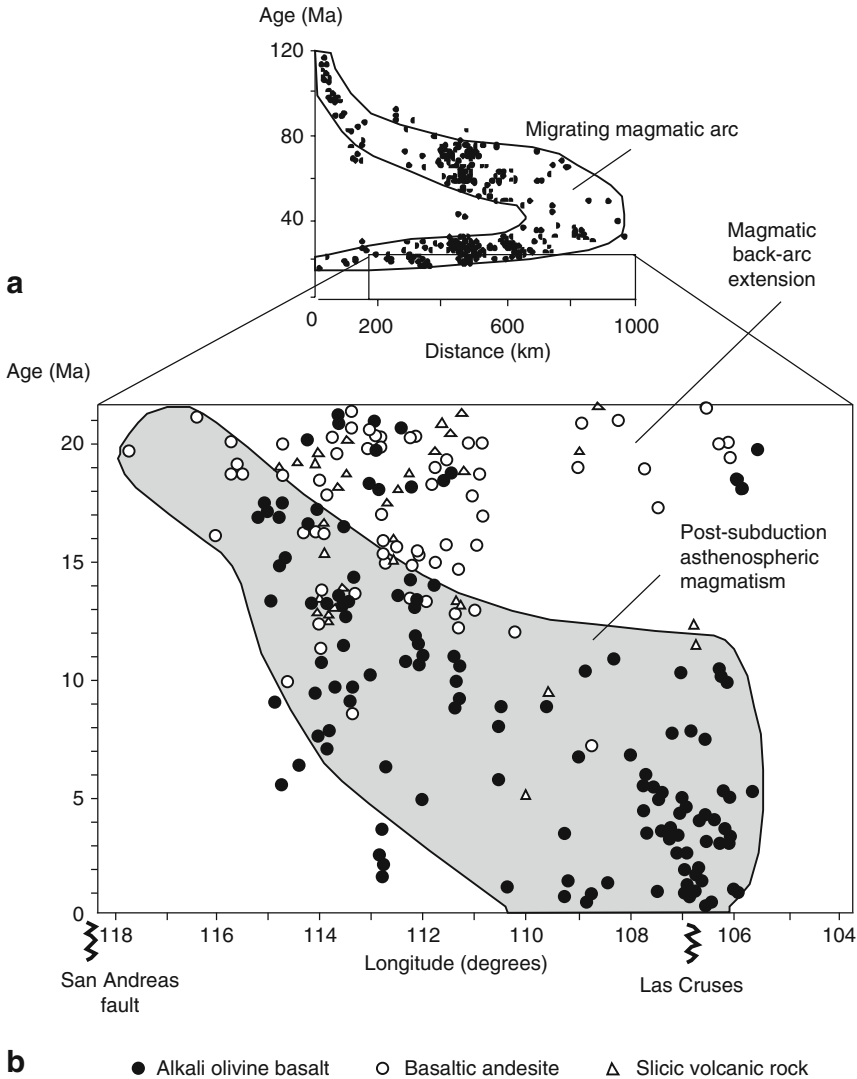 Age (Ma)
120
80
40
Migrating magmatic arc
a
0
200
600
1000
Distance (km)
Magmatic
back-arc
extension
Age (Ma)
20
15
10
5
0
Post-subduction
asthenospheric
magmatism
118
116
114
112
110
108
106
104
Longitude (degrees)
San Andreas
fault
Las Cruses
b
Alkali olivine basalt
Basaltic andesite
Slicic volcanic rock